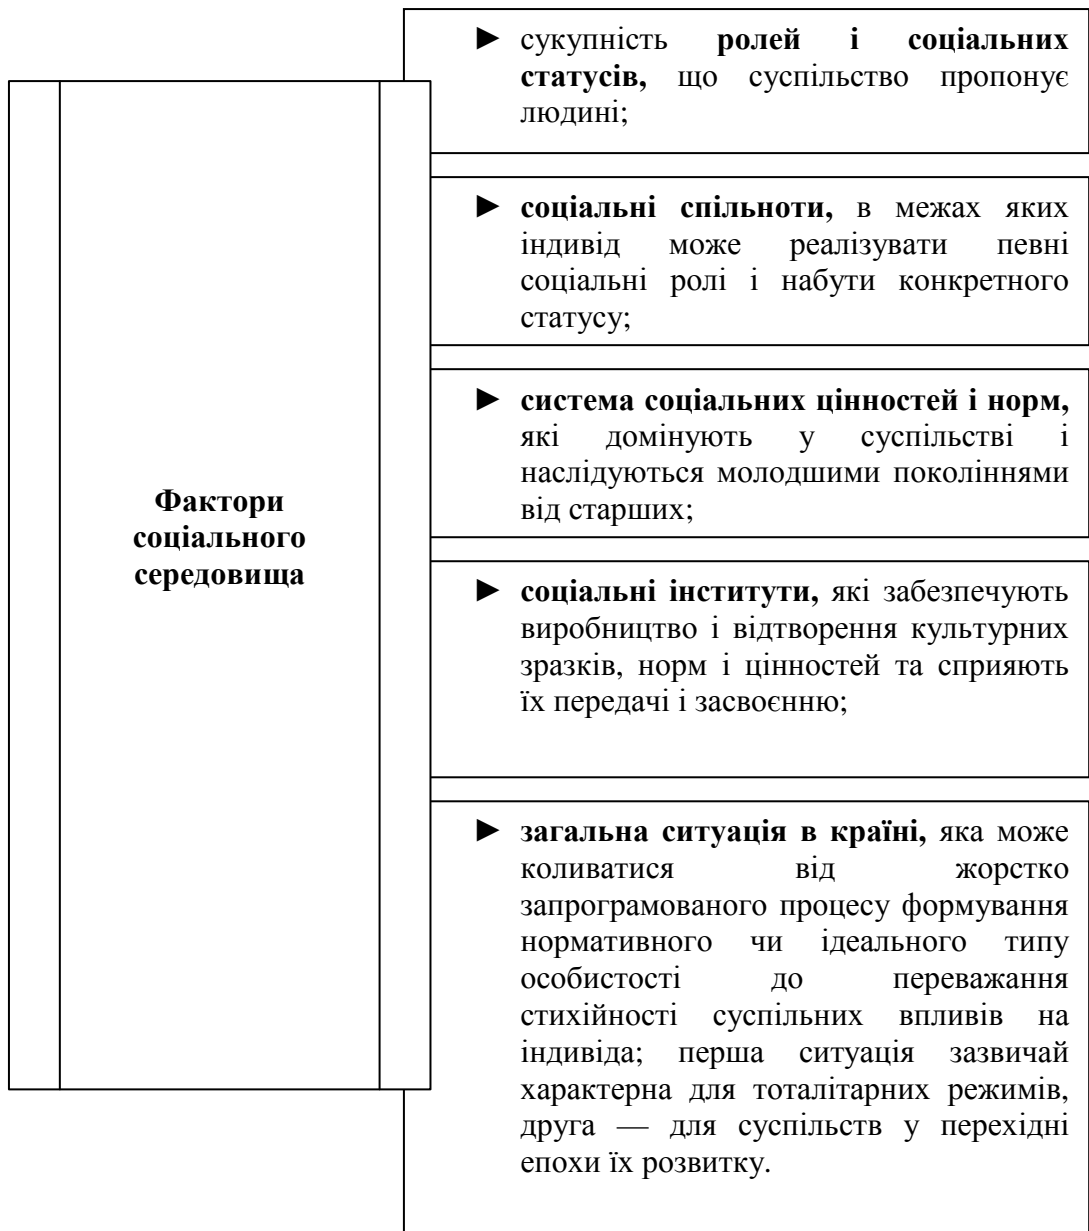 ► сукупність ролей і соціальних
статусів, що суспільство пропонує
людині;
► соціальні спільноти, в межах яких
індивід може реалізувати певні
соціальні ролі і набути конкретного
статусу;
► система соціальних цінностей і норм,
які домінують у суспільстві і
наслідуються молодшими поколіннями
від старших;
Фактори
соціального
середовища
► соціальні інститути, які забезпечують
виробництво і відтворення культурних
зразків, норм і цінностей та сприяють
їх передачі і засвоєнню;
► загальна ситуація в країні, яка може
коливатися від жорстко
запрограмованого процесу формування
нормативного чи ідеального типу
особистості до переважання
стихійності суспільних впливів на
індивіда; перша ситуація зазвичай
характерна для тоталітарних режимів,
друга — для суспільств у перехідні
епохи їх розвитку.